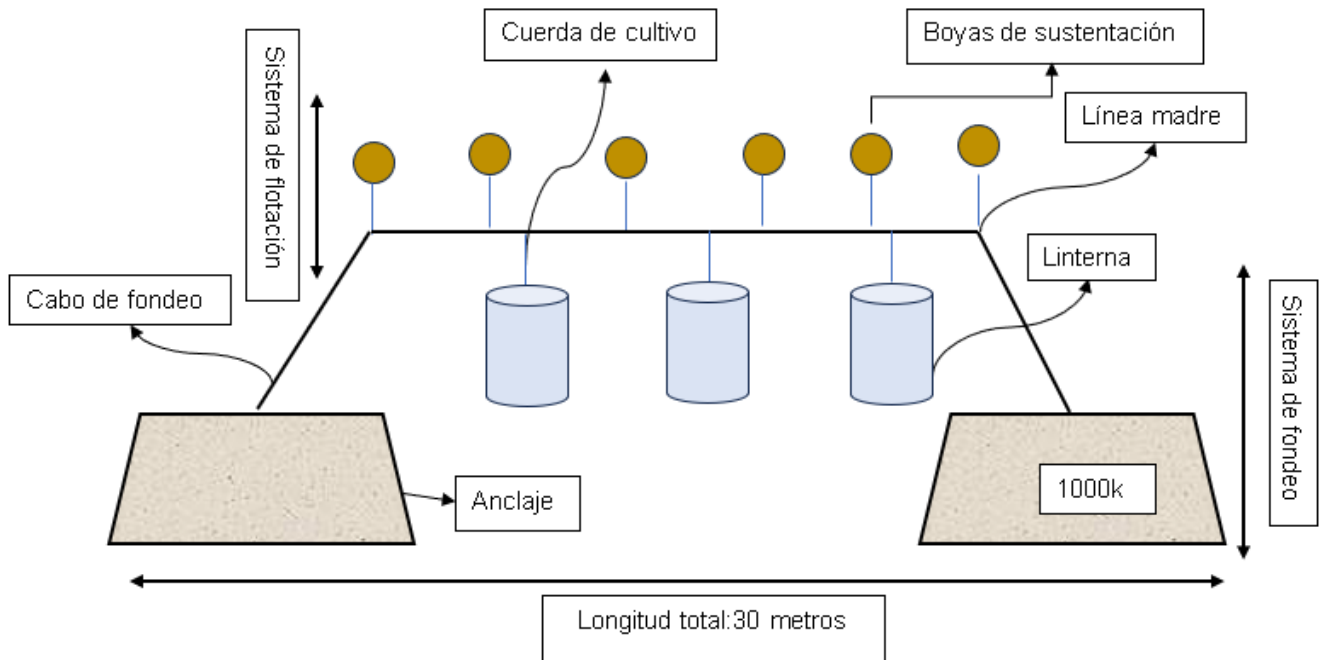 Cuerda de cultivo
Boyas de sustentación
Sistema de flotación
Línea madre
Linterna
Cabo de fondeo
Sistema de fondeo
1000k
Anclaje
Longitud total:30 metros